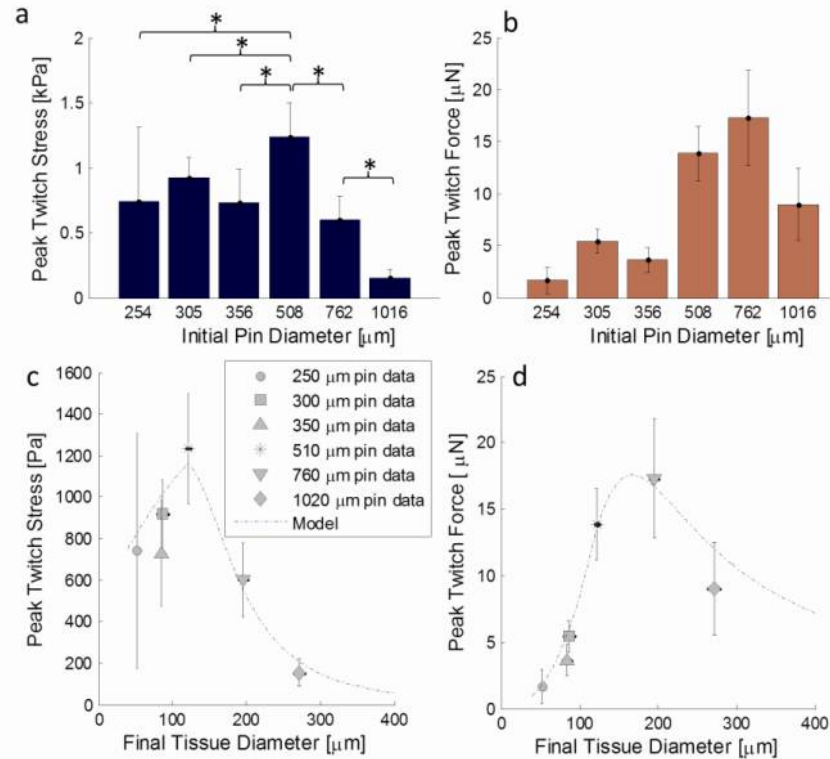 a
* * * * *
2
1.5
1
0.5
0
Peak Twitch Stress [kPa]
254 305 356 508 762 1016
Initial Pin Diameter [μm]
b
25
20
15
10
5
0
Peak Twitch Force [μN]
254 305 356 508 762 1016
Initial Pin Diameter [μm]
c
1600
1400
1200
1000
800
600
400
200
0
Peak Twitch Stress [Pa]
0 100 200 300 400
Final Tissue Diameter [μm]
250 μm pin data
300 μm pin data
350 μm pin data
510 μm pin data
760 μm pin data
1020 μm pin data
Model
d
25
20
15
10
5
0
Peak Twitch Force [ μN]
0 100 200 300 400
Final Tissue Diameter [μm]